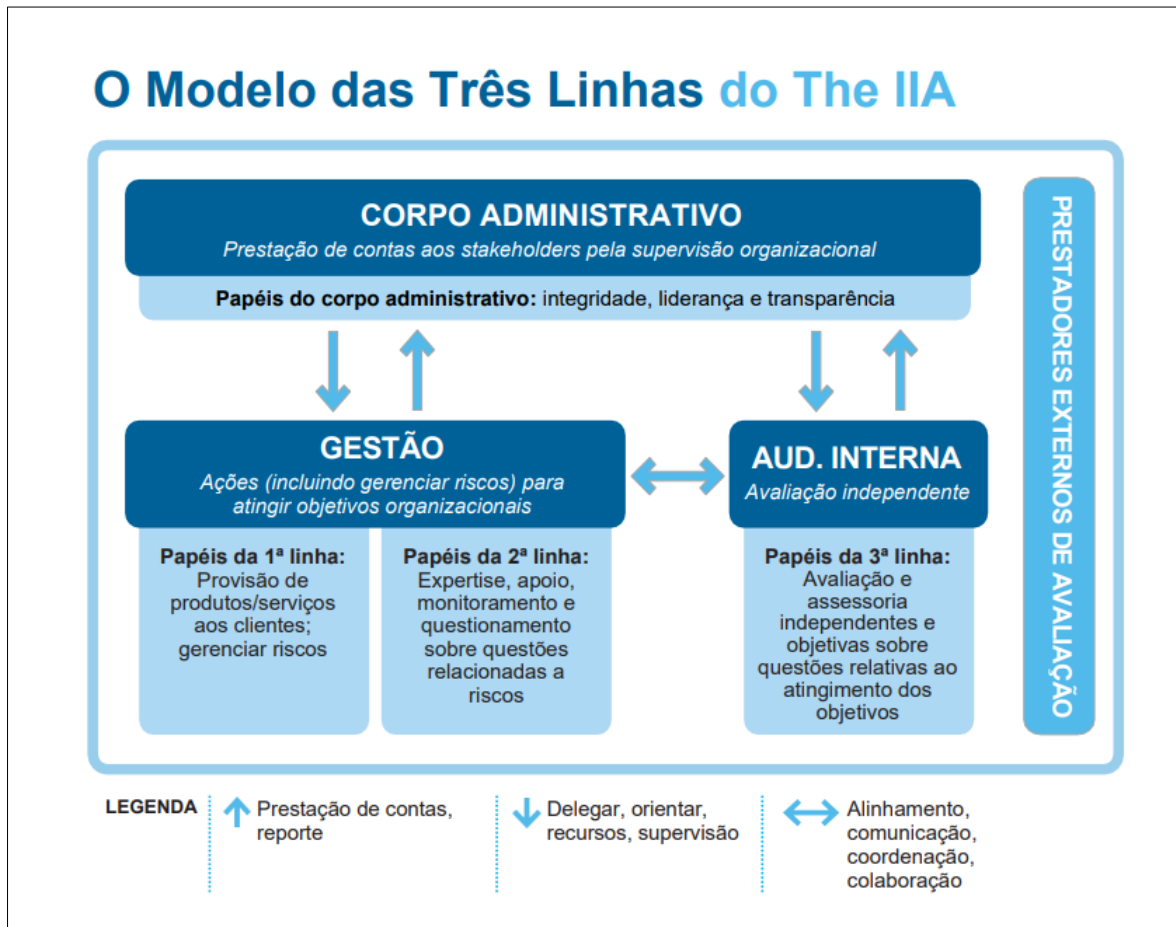 O Modelo das Três Linhas do The IIA
CORPO ADMINISTRATIVO
Prestação de contas aos stakeholders pela supervisão organizacional
Papéis do corpo administrativo: integridade, liderança e transparência
GESTÃO
Ações (incluindo gerenciar riscos) para
atingir objetivos organizacionais
Papéis da 1ª linha:
Provisão de
produtos/serviços
aos clientes;
gerenciar riscos
Papéis da 2ª linha:
Expertise, apoio,
monitoramento e
questionamento
sobre questões
relacionadas a
riscos
AUD. INTERNA
Avaliação independente
Papéis da 3ª linha:
Avaliação e
assessoria
independentes e
objetivas sobre
questões relativas ao
atingimento dos
objetivos
PRESTADORES EXTERNOS DE AVALIAÇÃO
LEGENDA
Prestação de contas,
reporte
Delegar, orientar,
recursos, supervisão
Alinhamento,
comunicação,
coordenação,
colaboração